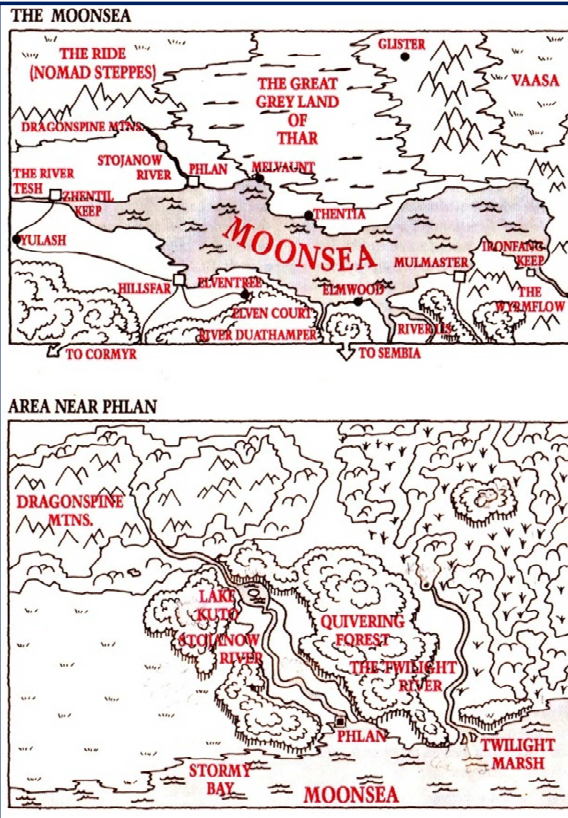 THE MOONSEA
THE RIDE
(NOMAD STEPPES)
GLISTER
THE GREAT
GREY LAND
OF
THAR
VAASA
DRAGONSPINE MTNS.
STOJANOW
RIVER
PHLAN
MELVAUNT
THE RIVER
TESH
ZHENTIL
KEEP
THENTIA
YULASH
MOONSEA
MULMASTER
IRONFANG
KEEP
HILLSFAR
ELVENTREE
ELMWOOD
THE
WYRMFLOW
ELVEN COURT
RIVER DUATHAMPER
RIVER LIS
TO CORMYR
TO SEMBIA
AREA NEAR PHLAN
DRAGONSPINE
MTNS.
LAKE
KUTO
STOJANOW
RIVER
QUIVERING
FOREST
THE TWILIGHT
RIVER
PHLAN
TWILIGHT
MARSH
STORMY
BAY
MOONSEA